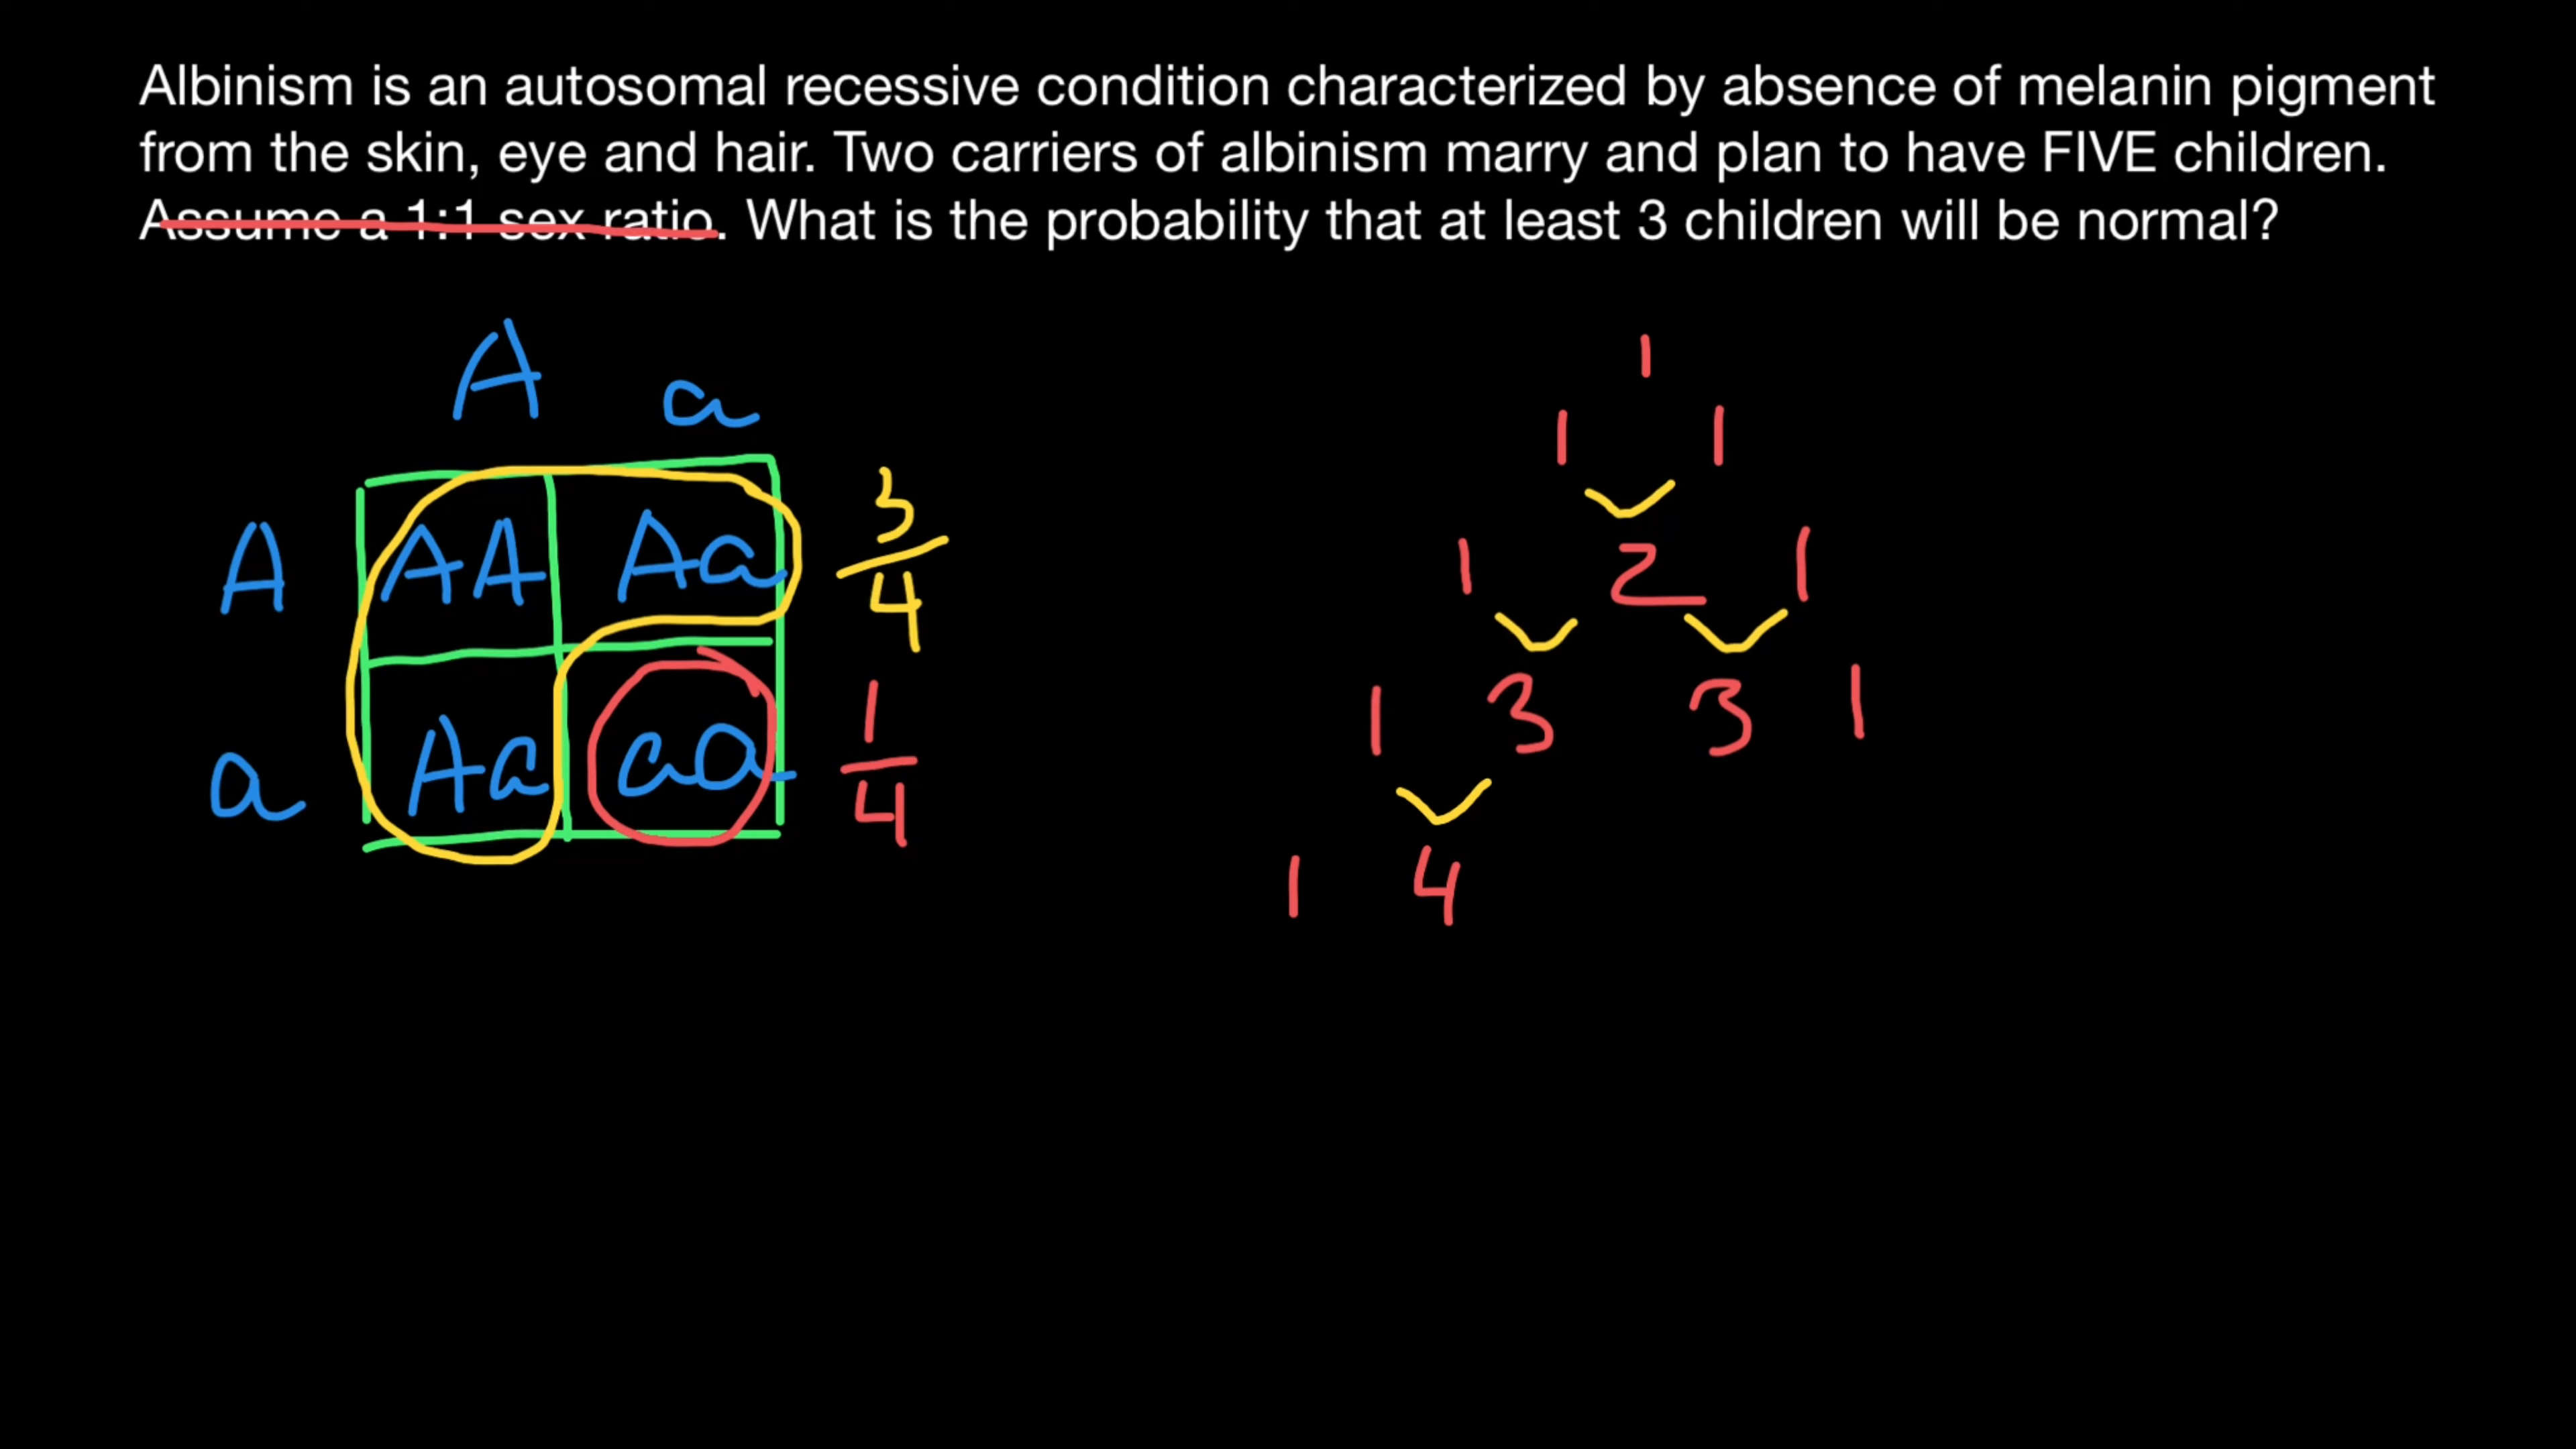 Albinism is an autosomal recessive condition characterized by absence of melanin pigment
from the skin, eye and hair. Two carriers of albinism marry and plan to have FIVE children.
Assume a 1:1 sex ratio. What is the probability that at least 3 children will be normal?
A a
A AA Aa 3/4
a Aa aa 1/4
1
1 1
1 2 1
1 3 3 1
1 4